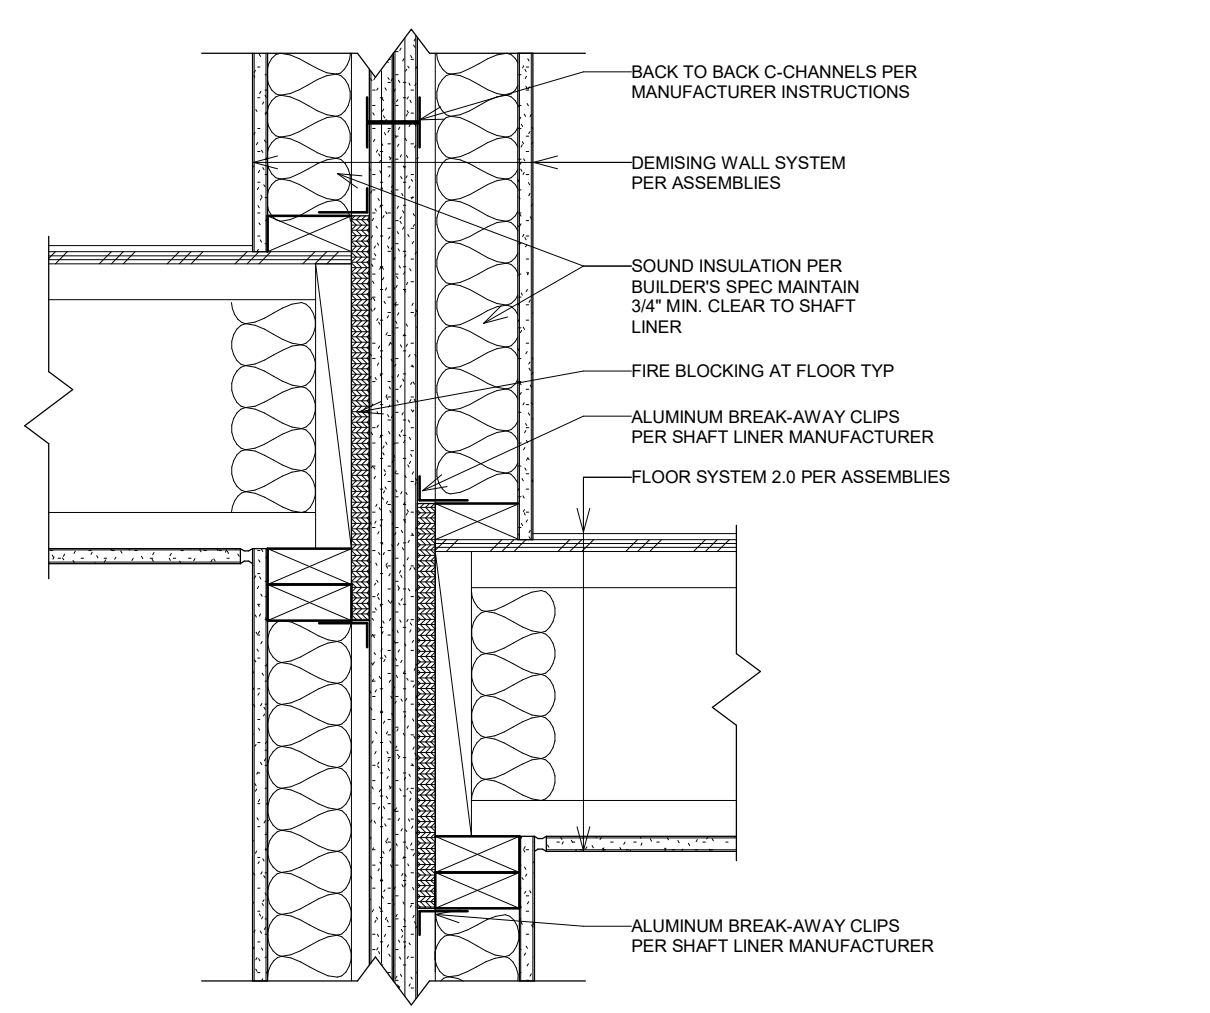 BACK TO BACK C-CHANNELS PER
MANUFACTURER INSTRUCTIONS
DEMISING WALL SYSTEM
PER ASSEMBLIES
SOUND INSULATION PER
BUILDER'S SPEC MAINTAIN
3/4" MIN. CLEAR TO SHAFT
LINER
FIRE BLOCKING AT FLOOR TYP
ALUMINUM BREAK-AWAY CLIPS
PER SHAFT LINER MANUFACTURER
FLOOR SYSTEM 2.0 PER ASSEMBLIES
ALUMINUM BREAK-AWAY CLIPS
PER SHAFT LINER MANUFACTURER